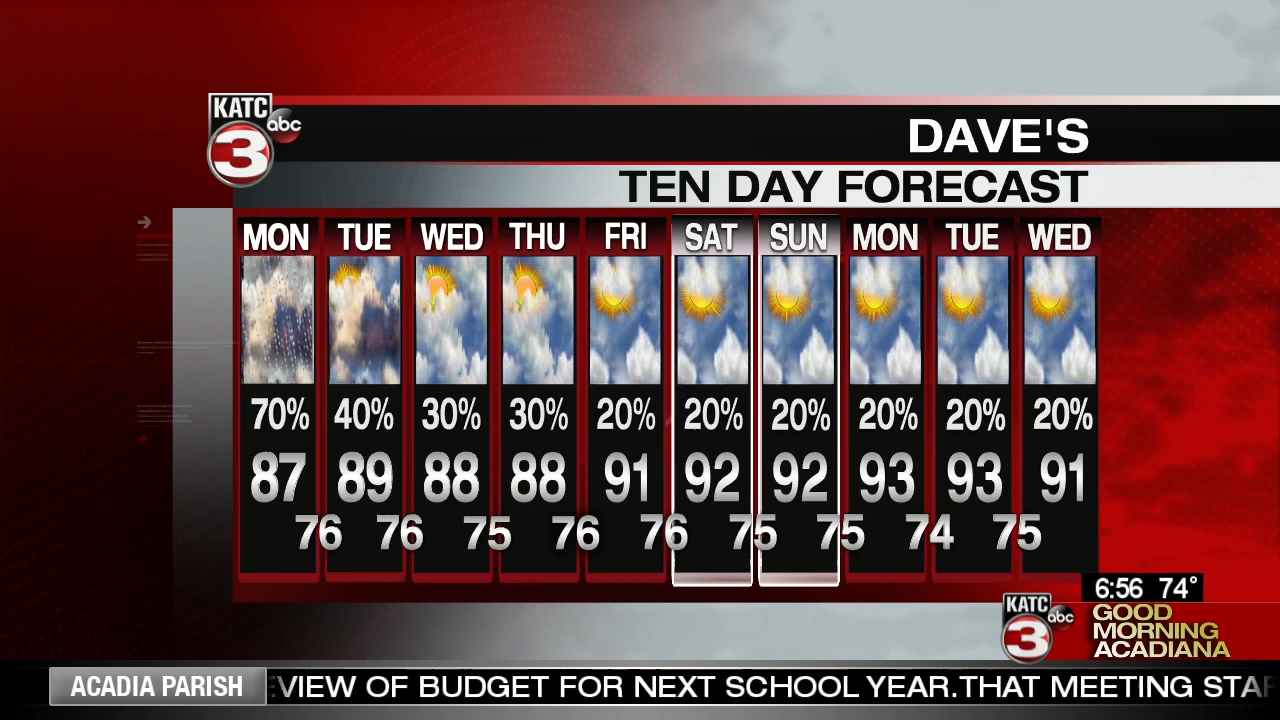 KATC
abc
3
DAVE'S
TEN DAY FORECAST
MON TUE WED THU FRI SAT SUN MON TUE WED
70% 40% 30% 30% 20% 20% 20% 20% 20% 20%
87 89 88 88 91 92 92 93 93 91
76 76 75 76 76 75 75 74 75
6:56 74°
KATC
abc
3
GOOD
MORNING
ACADIANA
ACADIA PARISH
VIEW OF BUDGET FOR NEXT SCHOOL YEAR.THAT MEETING STAR